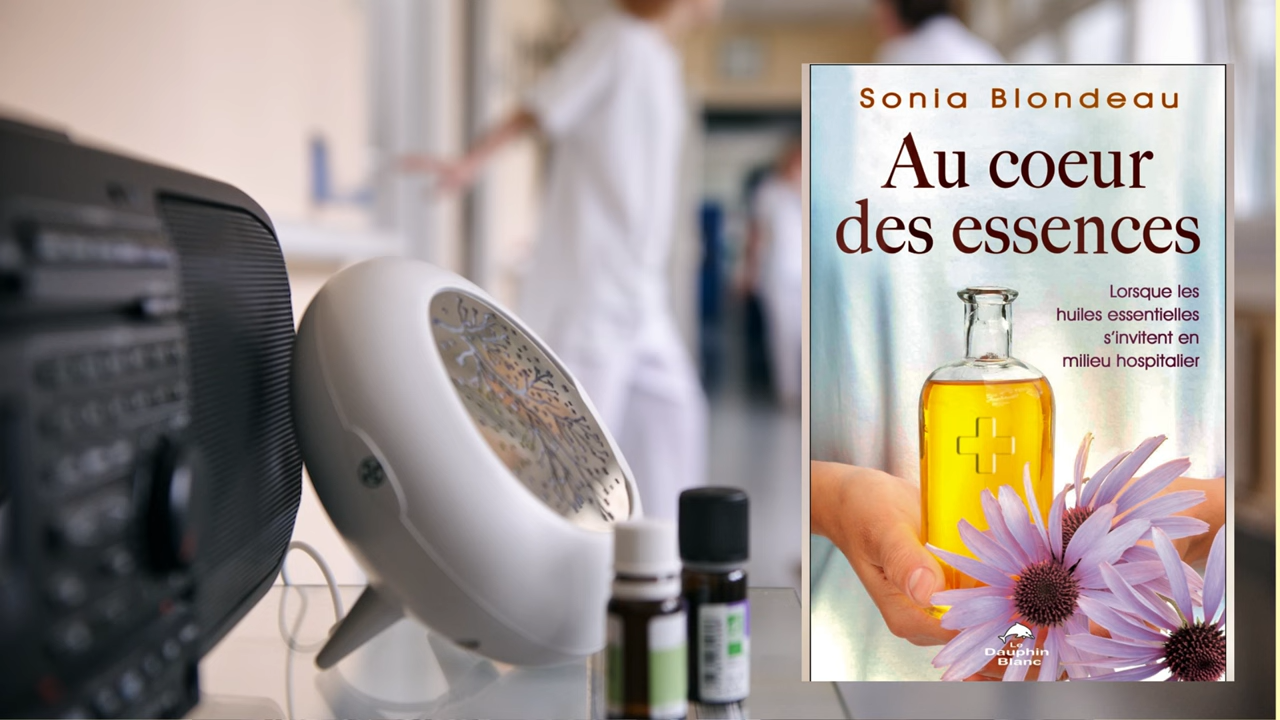 Sonia Blondeau
Au coeur
des essences
Lorsque les
huiles essentielles
s'invitent en
milieu hospitalier
Le
Dauphin
Blanc